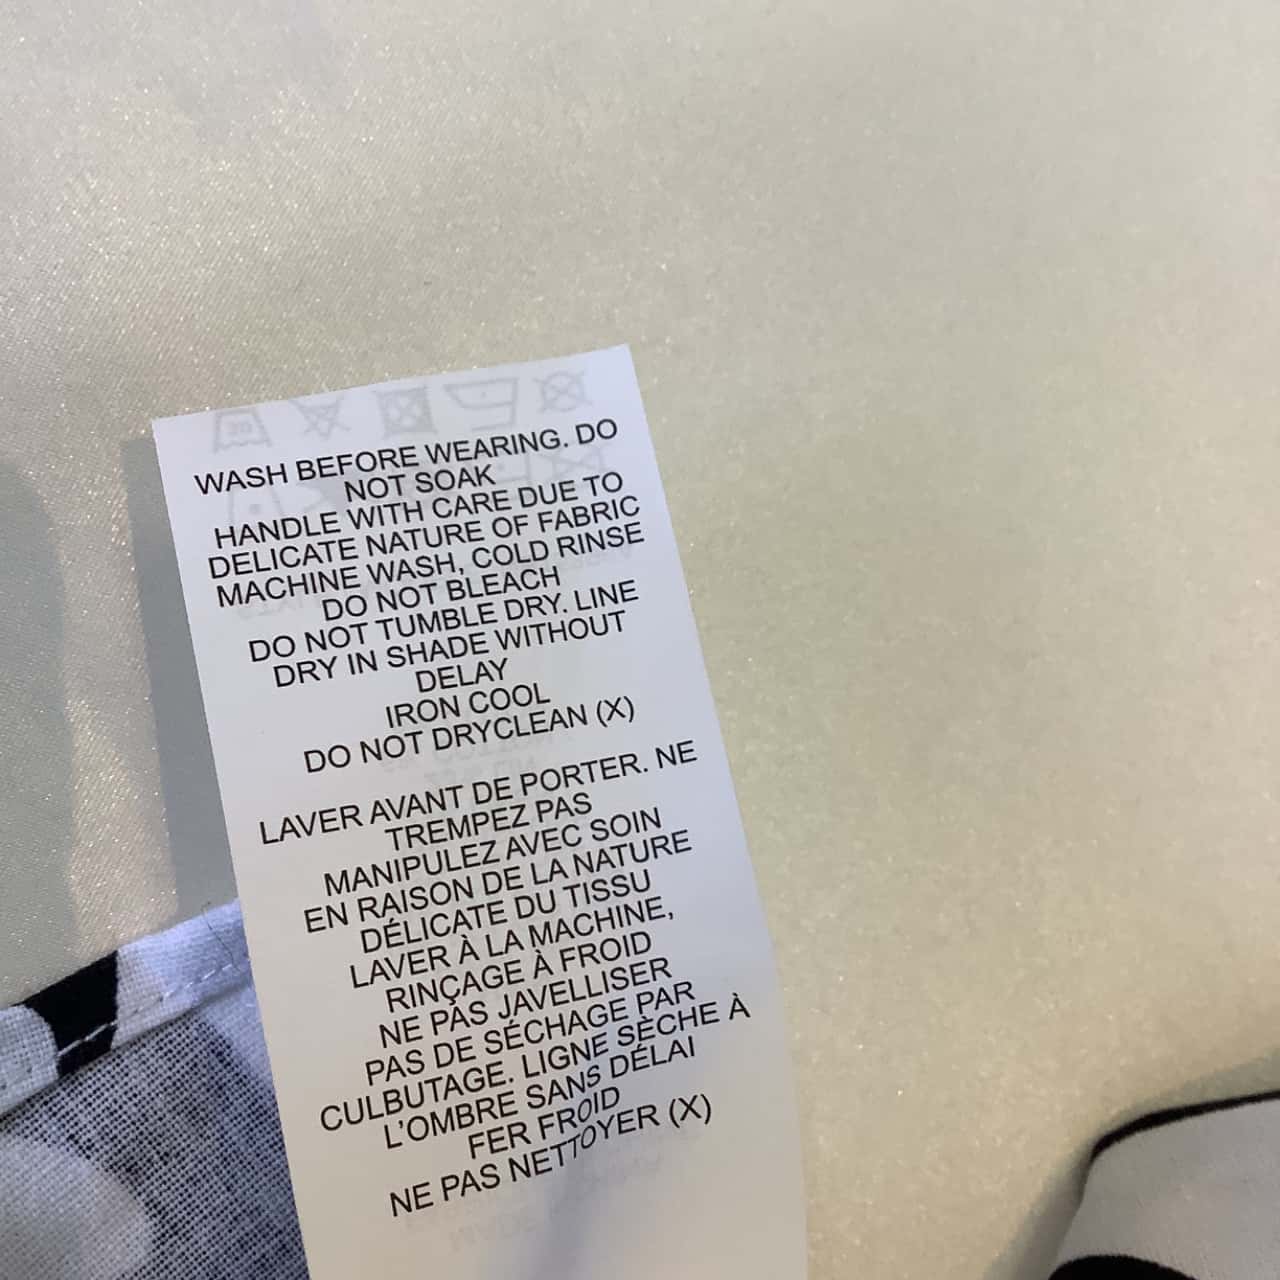 WASH BEFORE WEARING. DO
NOT SOAK
HANDLE WITH CARE DUE TO
DELICATE NATURE OF FABRIC
MACHINE WASH, COLD RINSE
DO NOT BLEACH
DO NOT TUMBLE DRY. LINE
DRY IN SHADE WITHOUT
DELAY
IRON COOL
DO NOT DRYCLEAN (X)
LAVER AVANT DE PORTER. NE
TREMPEZ PAS
MANIPULEZ AVEC SOIN
EN RAISON DE LA NATURE
DÉLICATE DU TISSU
LAVER À LA MACHINE,
RINÇAGE À FROID
NE PAS JAVELLISER
PAS DE SÉCHAGE PAR
CULBUTAGE. LIGNE SÈCHE À
L'OMBRE SANS DÉLAI
FER FROID
NE PAS NETTOYER (X)